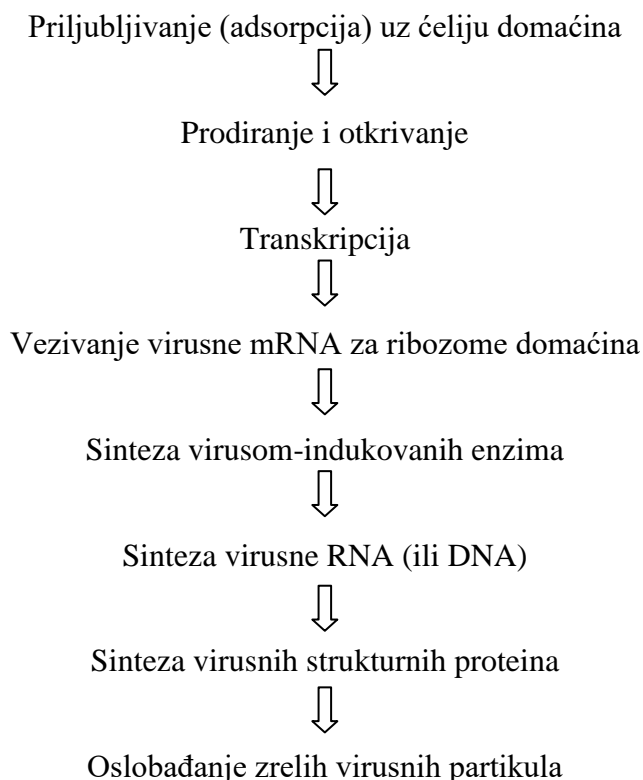 Priljubljivanje (adsorpcija) uz ćeliju domaćina
Prodiranje i otkrivanje
Transkripcija
Vezivanje virusne mRNA za ribozome domaćina
Sinteza virusom-indukovanih enzima
Sinteza virusne RNA (ili DNA)
Sinteza virusnih strukturnih proteina
Oslobađanje zrelih virusnih partikula